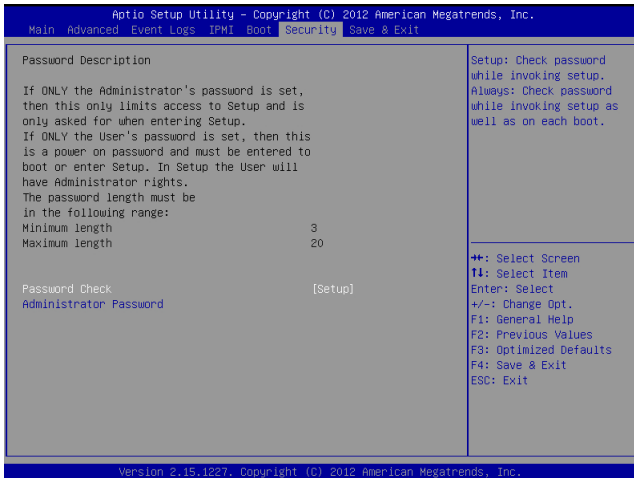 Aptio Setup Utility – Copyright (C) 2012 American Megatrends, Inc.
Main Advanced Event Logs IPMI Boot Security Save & Exit
Password Description
If ONLY the Administrator's password is set,
then this only limits access to Setup and is
only asked for when entering Setup.
If ONLY the User's password is set, then this
is a power on password and must be entered to
boot or enter Setup. In Setup the User will
have Administrator rights.
The password length must be
in the following range:
Minimum length 3
Maximum length 20
Password Check [Setup]
Administrator Password
Setup: Check password
while invoking setup.
Always: Check password
while invoking setup as
well as on each boot.
→←: Select Screen
↑↓: Select Item
Enter: Select
+/-: Change Opt.
F1: General Help
F2: Previous Values
F3: Optimized Defaults
F4: Save & Exit
ESC: Exit
Version 2.15.1227. Copyright (C) 2012 American Megatrends, Inc.